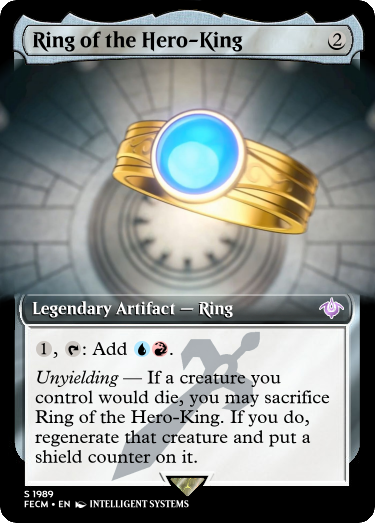 Ring of the Hero-King 2
Legendary Artifact — Ring
1, : Add .
Unyielding — If a creature you
control would die, you may sacrifice
Ring of the Hero-King. If you do,
regenerate that creature and put a
shield counter on it.
S 1989
FECM • EN INTELLIGENT SYSTEMS